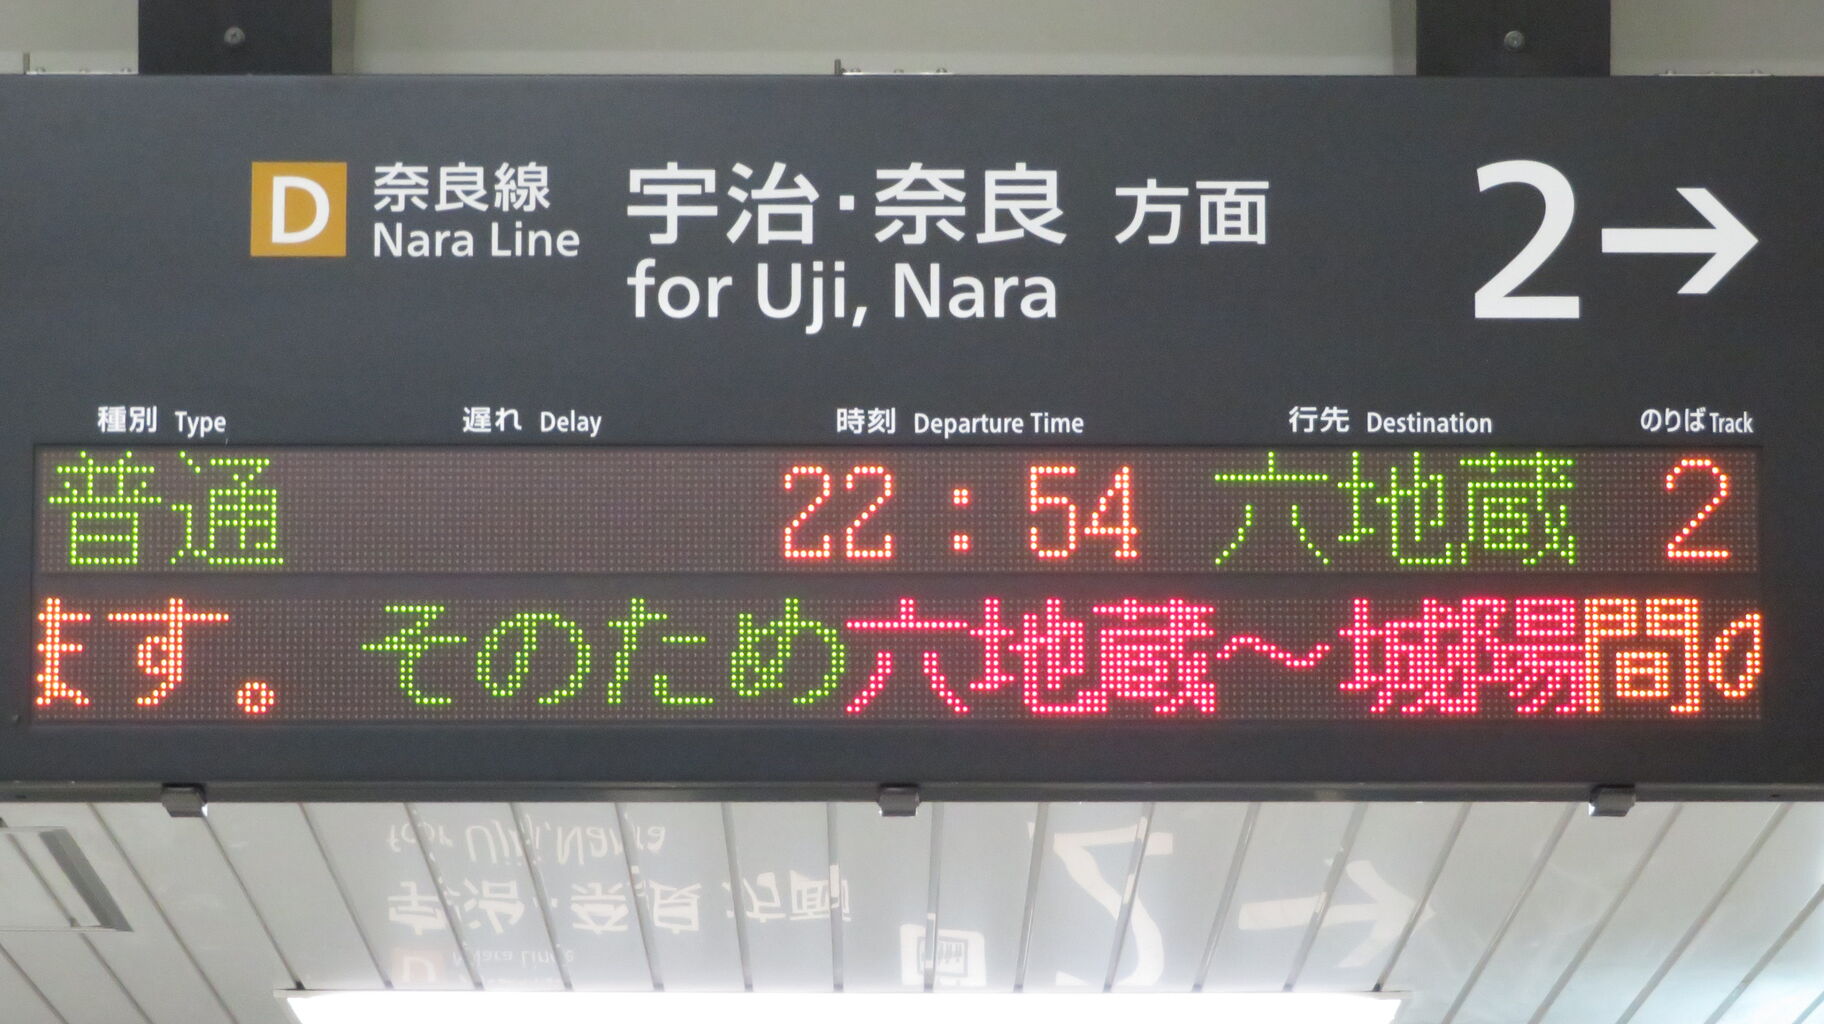 D 奈良線 宇治・奈良 方面 2→
Nara Line for Uji, Nara
種別 Type 遅れ Delay 時刻 Departure Time 行先 Destination のりば Track
普通 22:54 六地蔵 2
ます。 そのため六地蔵～城陽間の